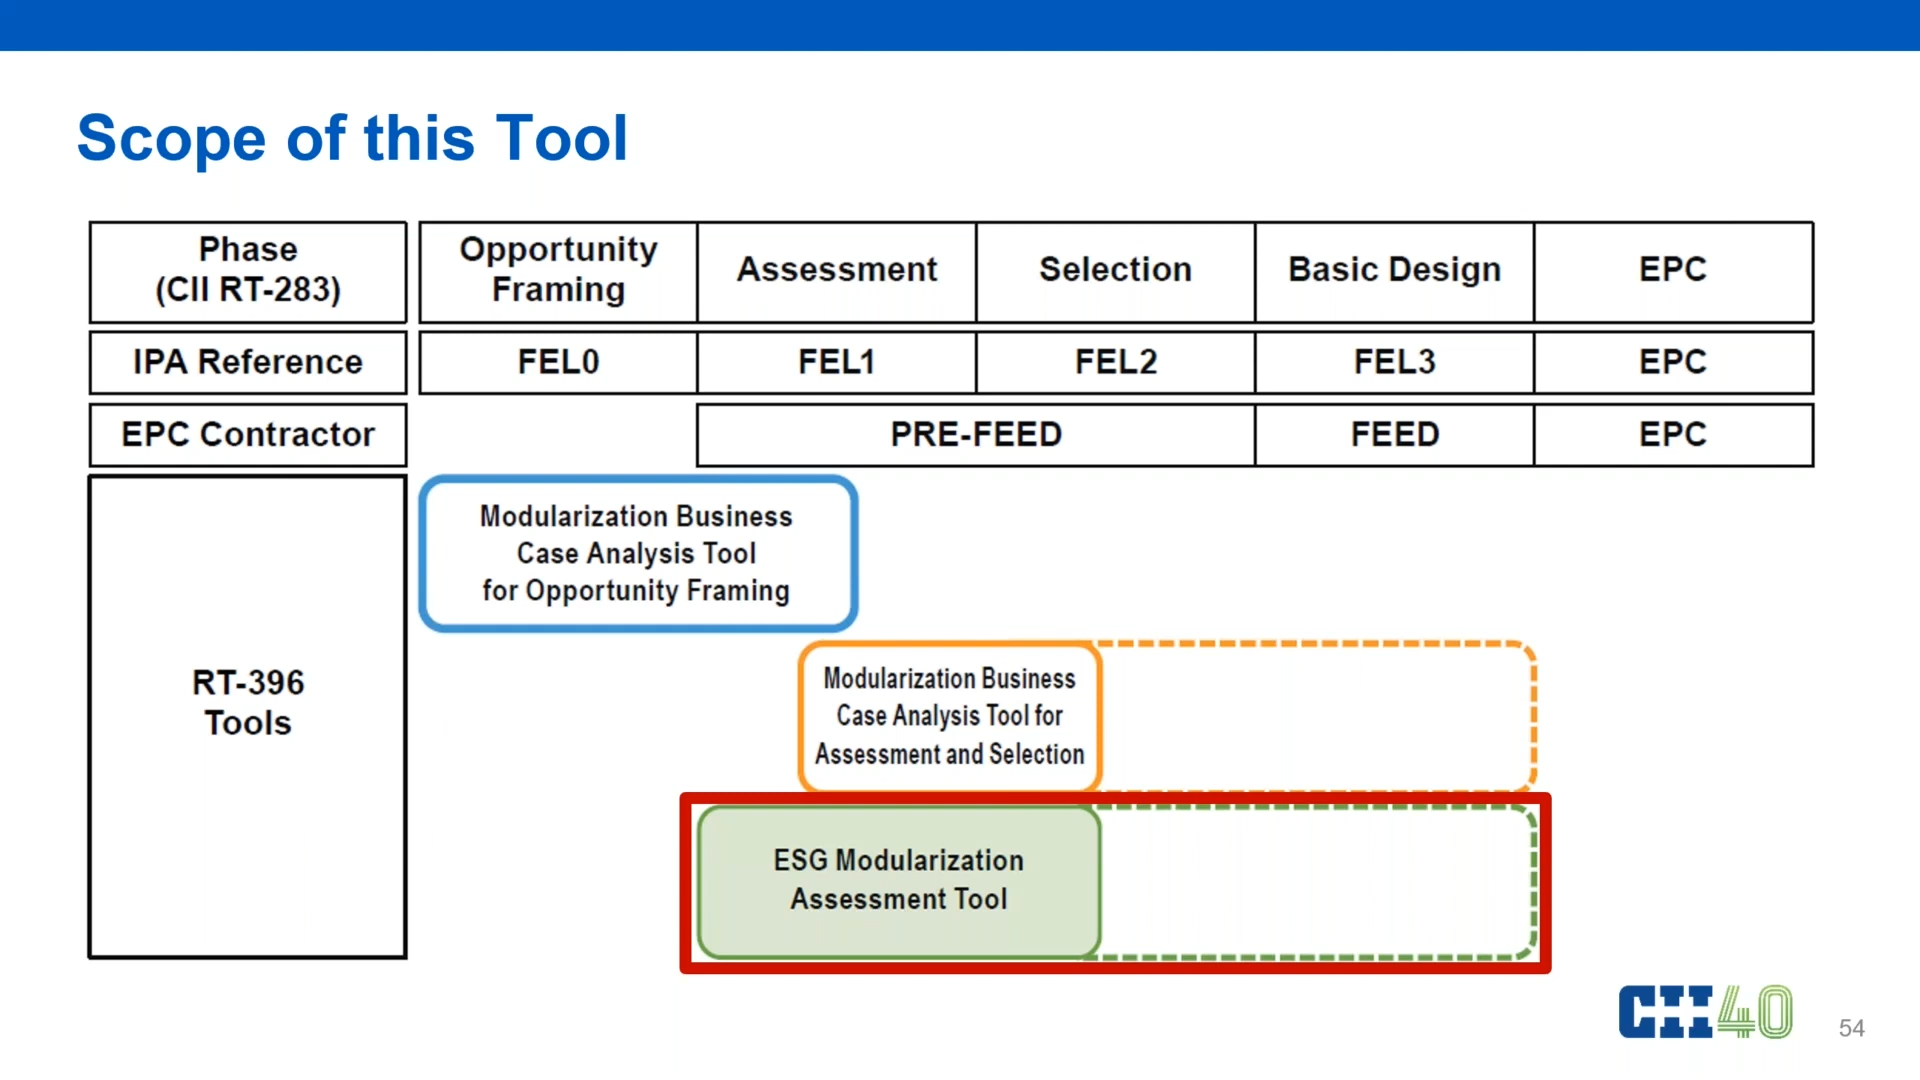 Scope of this Tool
Phase
(CII RT-283)
Opportunity
Framing
Assessment
Selection
Basic Design
EPC
IPA Reference
FEL0
FEL1
FEL2
FEL3
EPC
EPC Contractor
PRE-FEED
FEED
EPC
RT-396
Tools
Modularization Business
Case Analysis Tool
for Opportunity Framing
Modularization Business
Case Analysis Tool for
Assessment and Selection
ESG Modularization
Assessment Tool
CII40
54